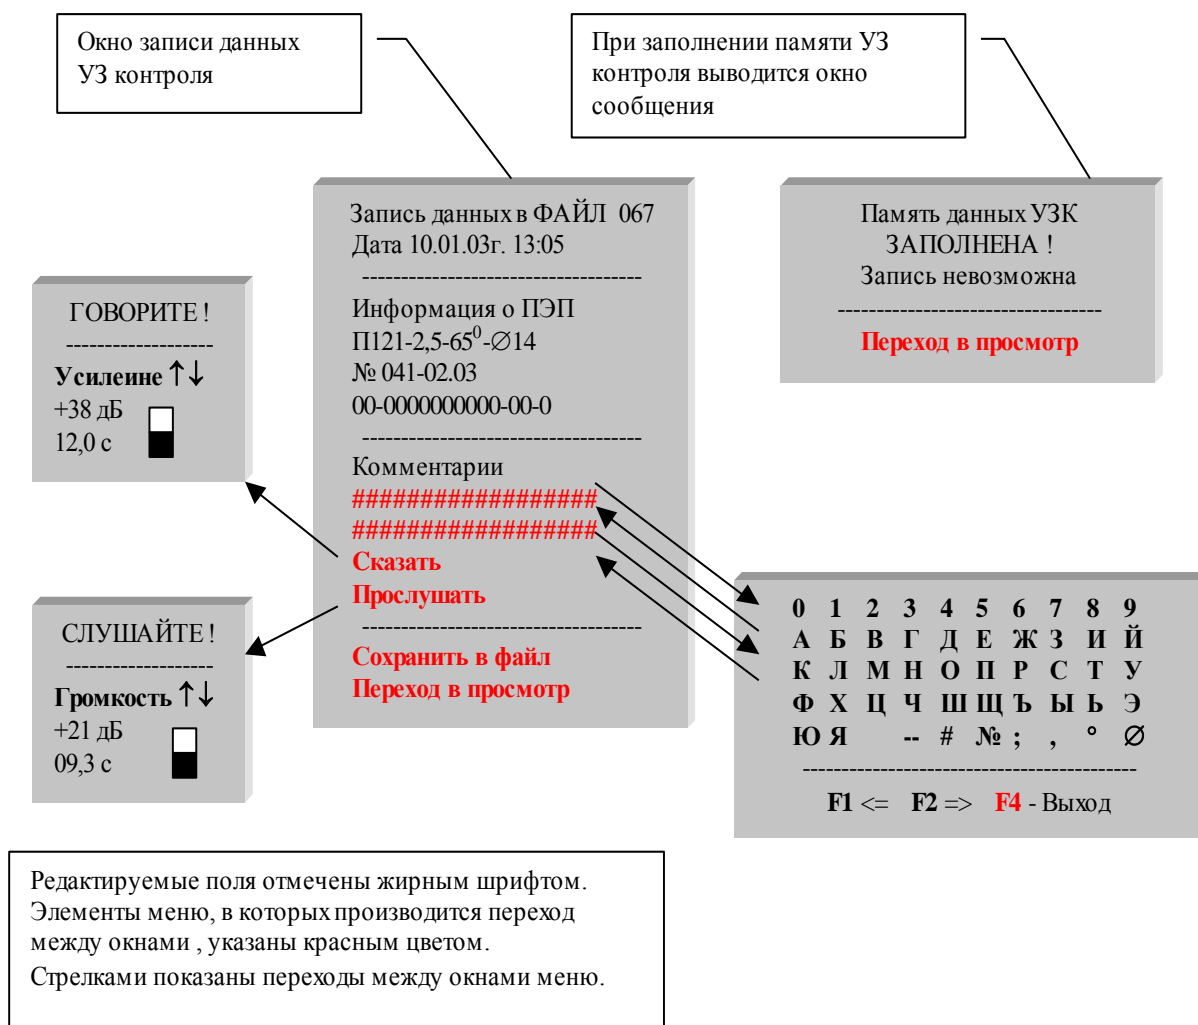 Окно записи данных
УЗ контроля
При заполнении памяти УЗ
контроля выводится окно
сообщения
Запись данных в ФАЙЛ 067
Дата 10.01.03г. 13:05
------------------------------------
Информация о ПЭП
П121-2,5-65⁰-∅14
№ 041-02.03
00-0000000000-00-0
------------------------------------
Комментарии
##################
##################
Сказать
Прослушать
------------------------------------
Сохранить в файл
Переход в просмотр
Память данных УЗК
ЗАПОЛНЕНА !
Запись невозможна
----------------------------------
Переход в просмотр
ГОВОРИТЕ !
-------------------
Усилеине ↑↓
+38 дБ
12,0 с
СЛУШАЙТЕ !
-------------------
Громкость ↑↓
+21 дБ
09,3 с
0 1 2 3 4 5 6 7 8 9
А Б В Г Д Е Ж З И Й
К Л М Н О П Р С Т У
Ф Х Ц Ч Ш Щ Ъ Ы Ь Э
Ю Я -- # № ; , ° ∅
-------------------------------------------
F1 <= F2 => F4 - Выход
Редактируемые поля отмечены жирным шрифтом.
Элементы меню, в которых производится переход
между окнами , указаны красным цветом.
Стрелками показаны переходы между окнами меню.